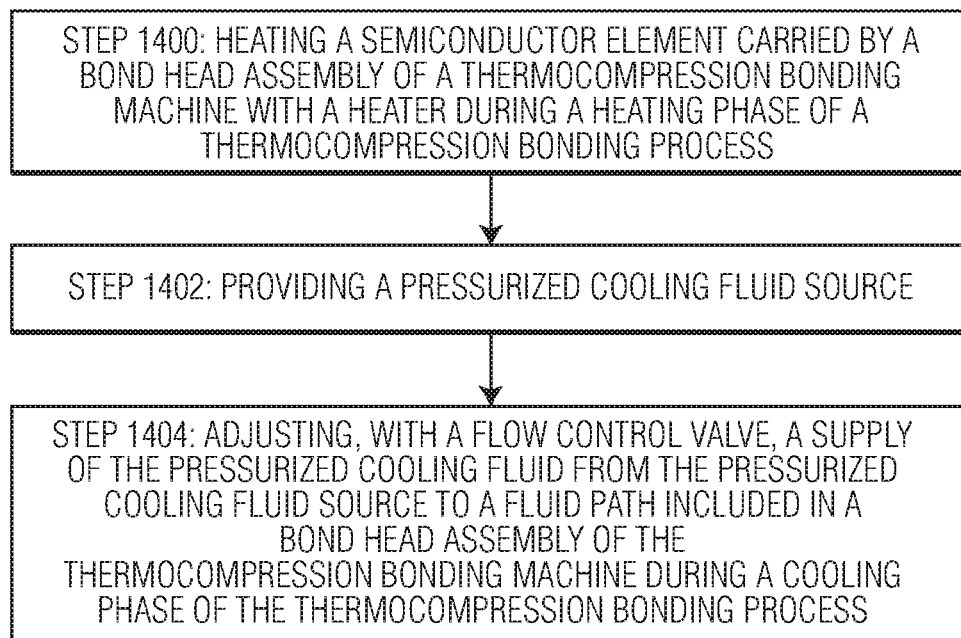 STEP 1400: HEATING A SEMICONDUCTOR ELEMENT CARRIED BY A
BOND HEAD ASSEMBLY OF A THERMOCOMPRESSION BONDING
MACHINE WITH A HEATER DURING A HEATING PHASE OF A
THERMOCOMPRESSION BONDING PROCESS
STEP 1402: PROVIDING A PRESSURIZED COOLING FLUID SOURCE
STEP 1404: ADJUSTING, WITH A FLOW CONTROL VALVE, A SUPPLY
OF THE PRESSURIZED COOLING FLUID FROM THE PRESSURIZED
COOLING FLUID SOURCE TO A FLUID PATH INCLUDED IN A
BOND HEAD ASSEMBLY OF THE
THERMOCOMPRESSION BONDING MACHINE DURING A COOLING
PHASE OF THE THERMOCOMPRESSION BONDING PROCESS